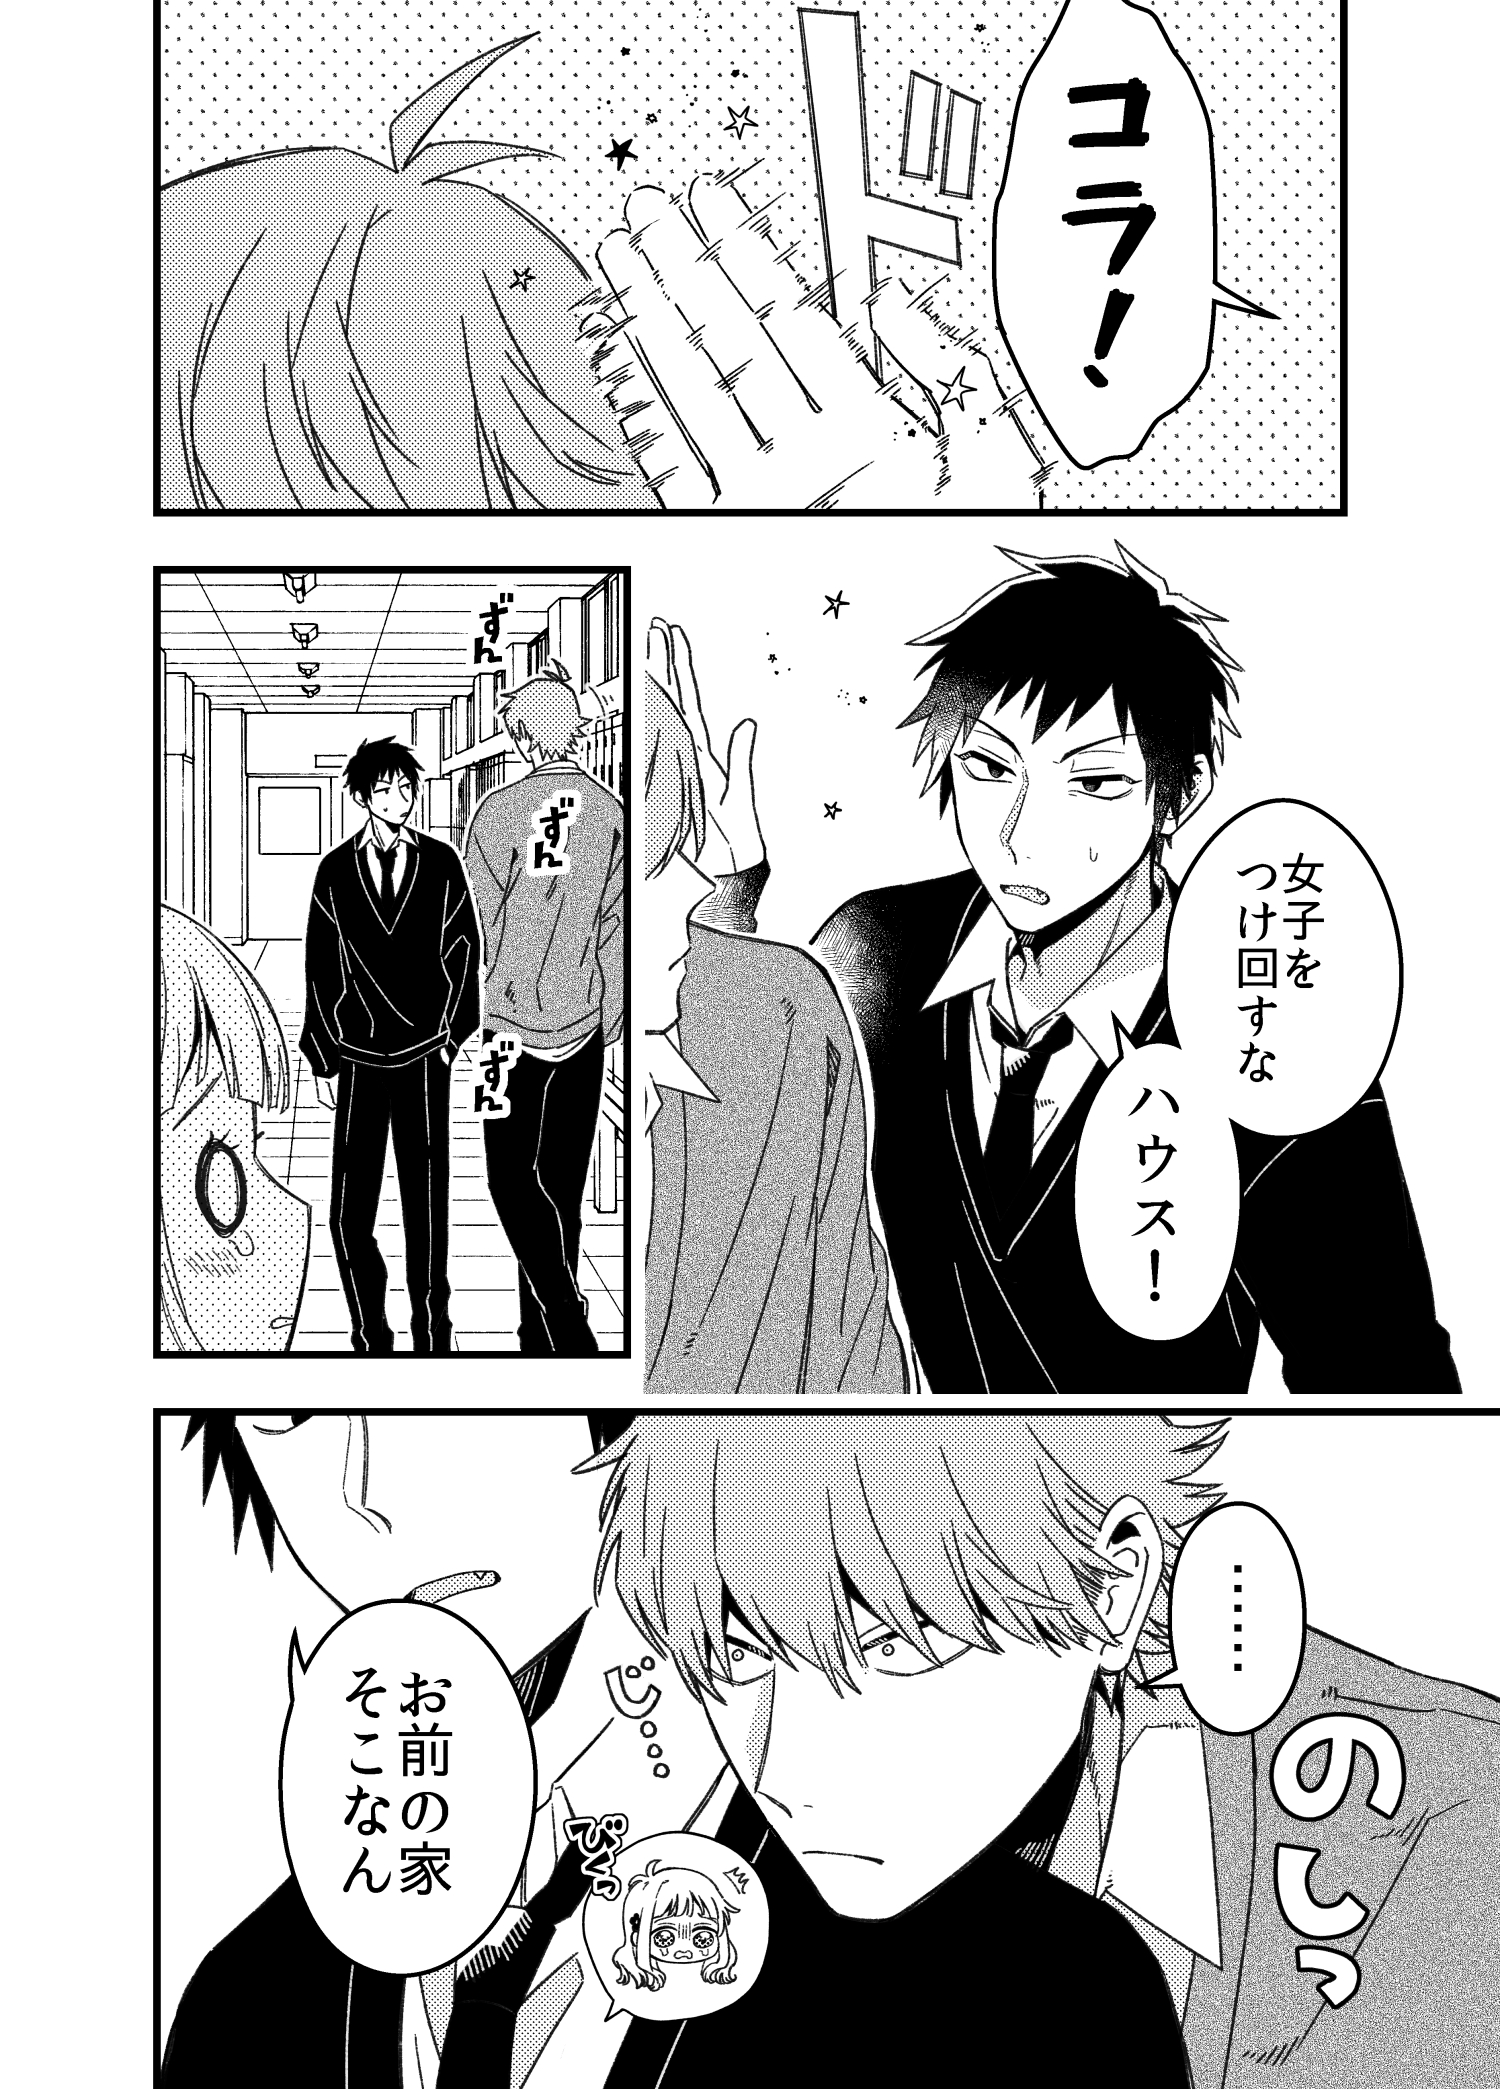 コラ！
ド
女子を
つけ回すな
ハウス！
ずん
ずん
ずん
……
のしっ
じ…
びくっ
お前の家
そこなん